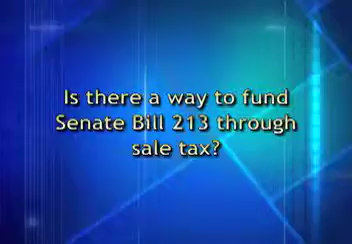 Is there a way to fund
Senate Bill 213 through
sale tax?